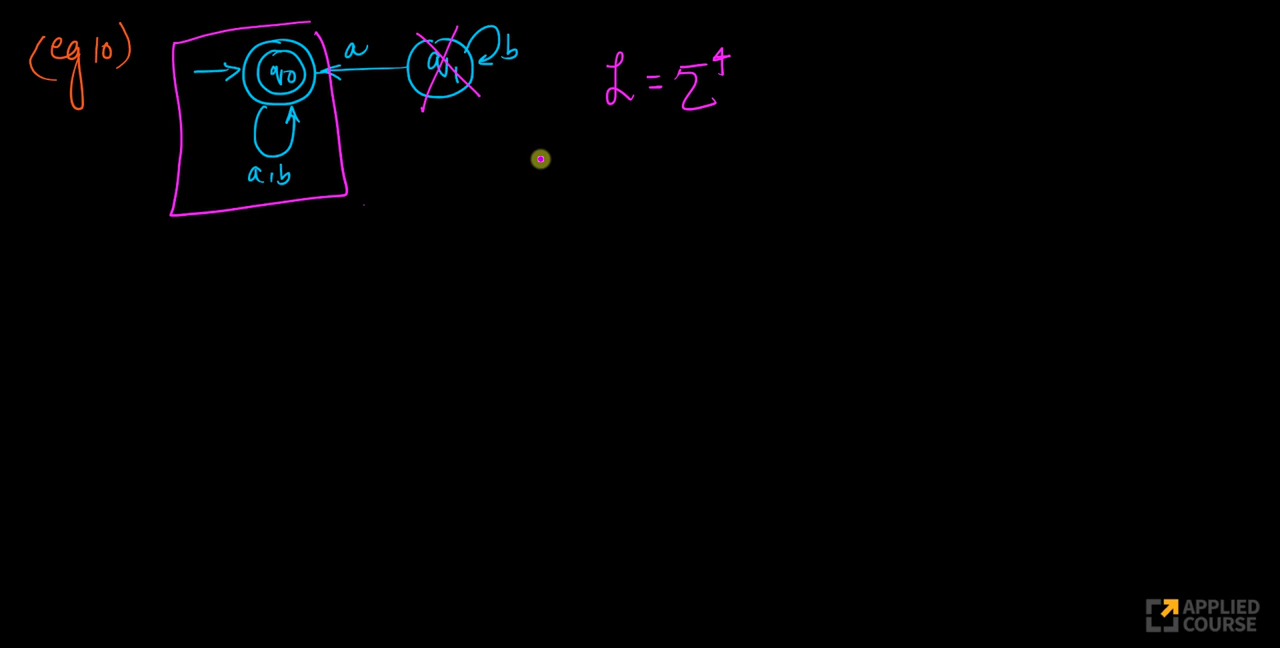 (eg 10)
a
q₁
b
L = Σ⁺
q₀
a, b
APPLIED
COURSE